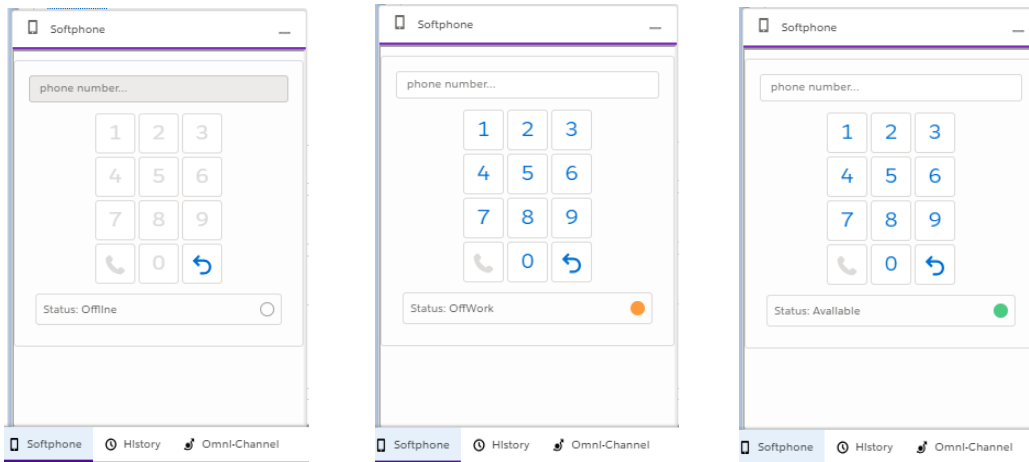 Softphone
phone number...
1 2 3
4 5 6
7 8 9
0
Status: Offline
Softphone History Omni-Channel
Softphone
phone number...
1 2 3
4 5 6
7 8 9
0
Status: OffWork
Softphone History Omni-Channel
Softphone
phone number...
1 2 3
4 5 6
7 8 9
0
Status: Available
Softphone History Omni-Channel